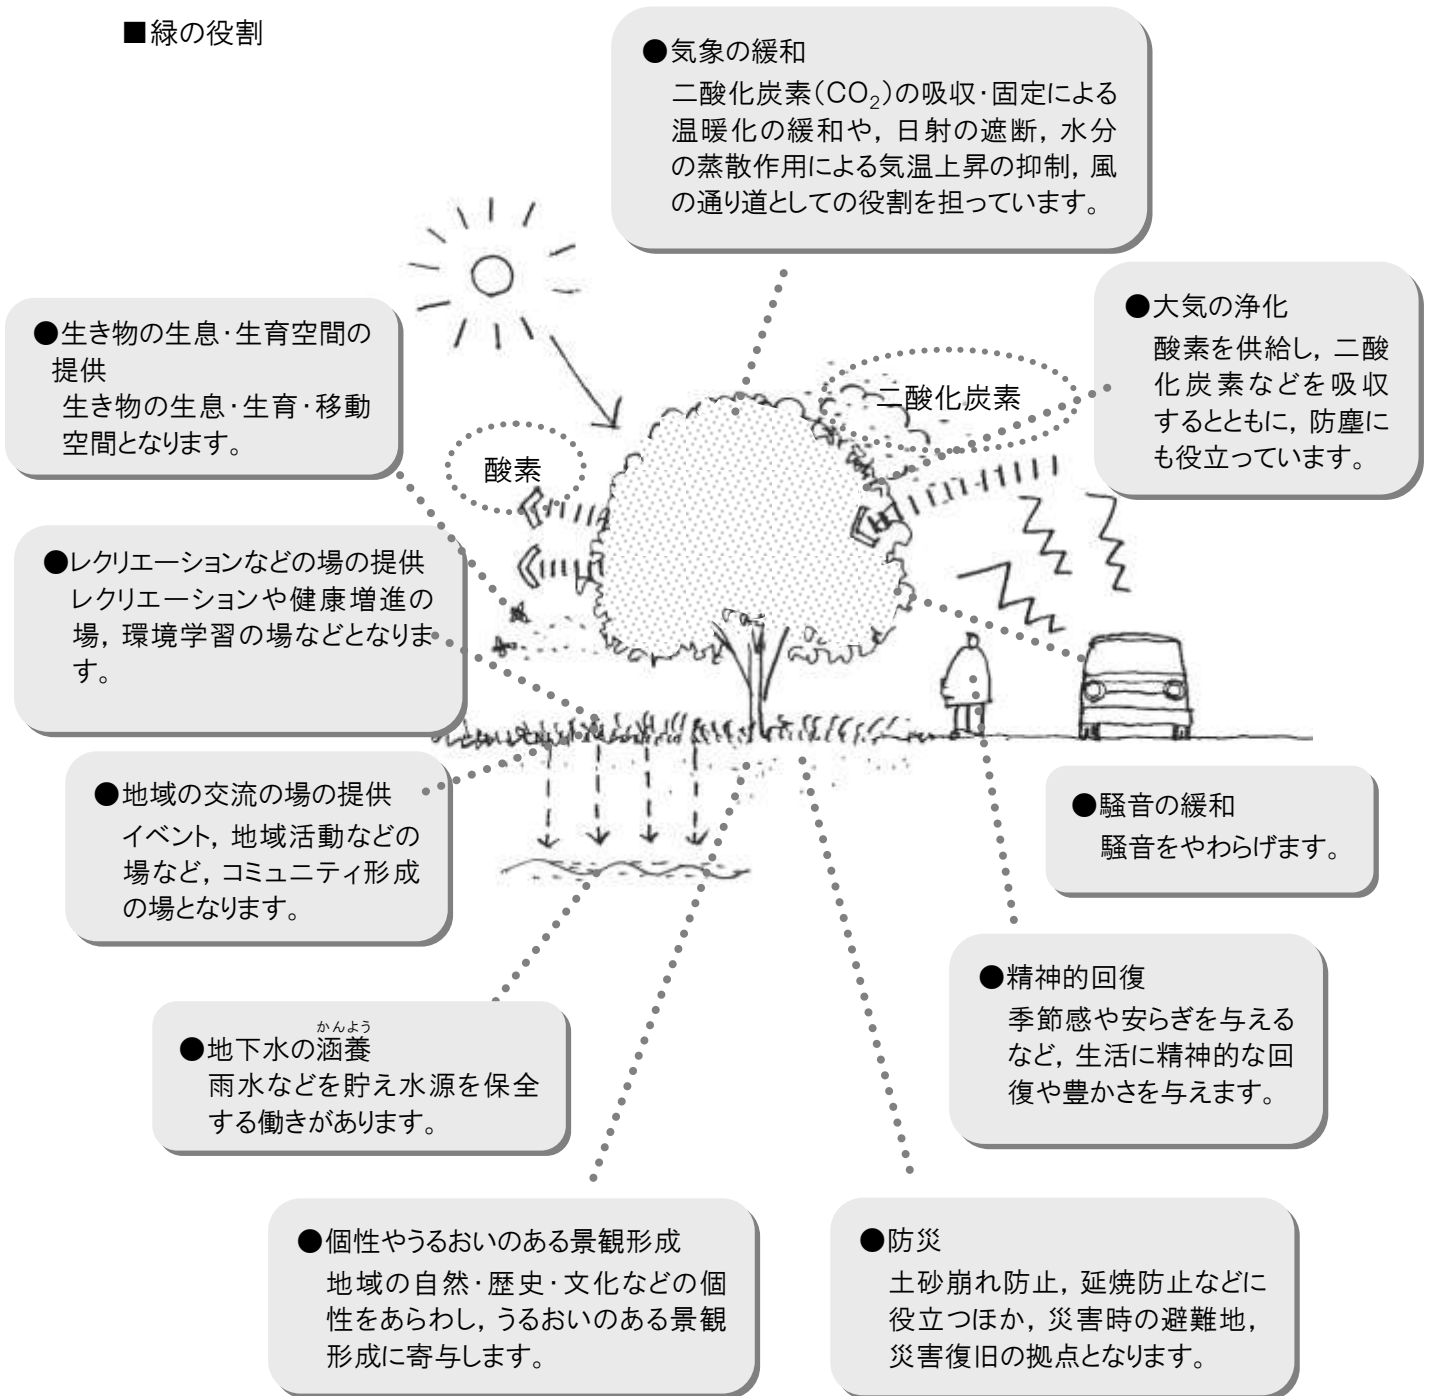 ■緑の役割
●気象の緩和
二酸化炭素(CO₂)の吸収・固定による
温暖化の緩和や，日射の遮断，水分
の蒸散作用による気温上昇の抑制，風
の通り道としての役割を担っています。
●大気の浄化
酸素を供給し，二酸
化炭素などを吸収
するとともに，防塵に
も役立っています。
●生き物の生息・生育空間の
提供
生き物の生息・生育・移動
空間となります。
二酸化炭素
酸素
●レクリエーションなどの場の提供
レクリエーションや健康増進の
場，環境学習の場などとなりま
す。
●地域の交流の場の提供
イベント，地域活動などの
場など，コミュニティ形成
の場となります。
●騒音の緩和
騒音をやわらげます。
●精神的回復
季節感や安らぎを与える
など，生活に精神的な回
復や豊かさを与えます。
かんよう
●地下水の涵養
雨水などを貯え水源を保全
する働きがあります。
●個性やうるおいのある景観形成
地域の自然・歴史・文化などの個
性をあらわし，うるおいのある景観
形成に寄与します。
●防災
土砂崩れ防止，延焼防止などに
役立つほか，災害時の避難地，
災害復旧の拠点となります。